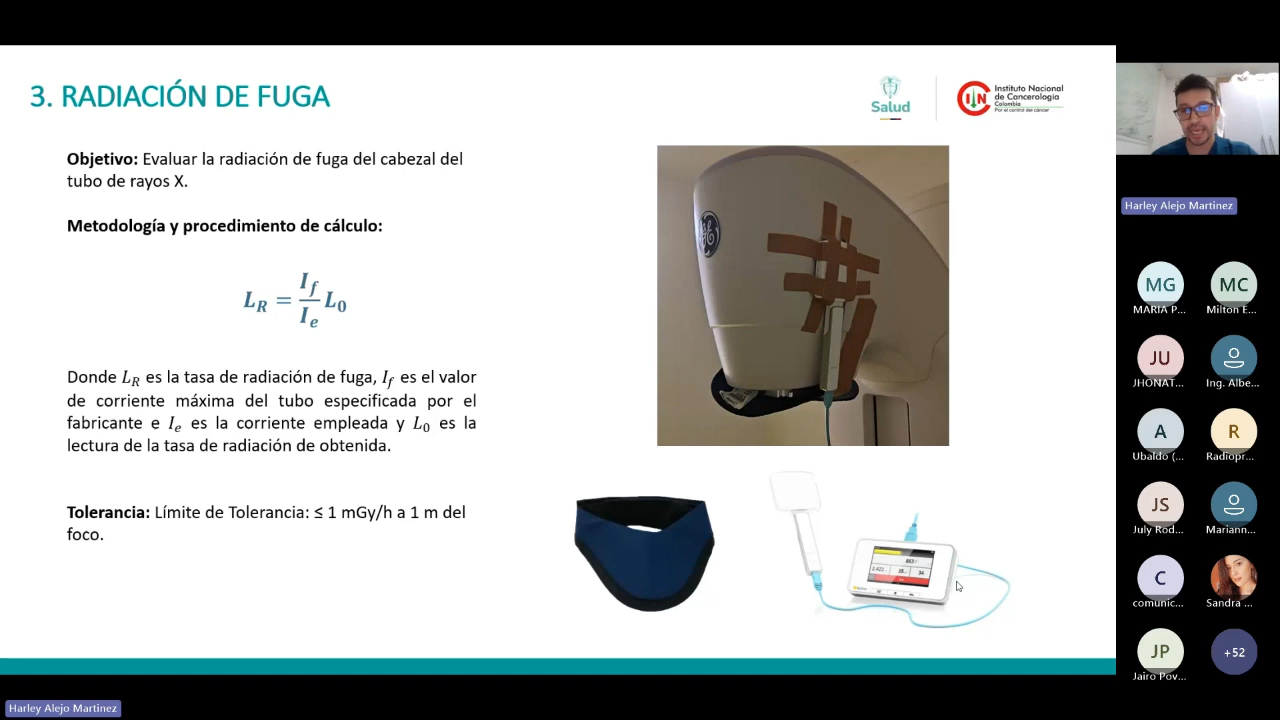 3. RADIACIÓN DE FUGA
Salud
Instituto Nacional
de Cancerología
Colombia
Por el control del cáncer
Objetivo: Evaluar la radiación de fuga del cabezal del
tubo de rayos X.
Metodología y procedimiento de cálculo:
L_R = I_f / I_e L_0
Donde L_R es la tasa de radiación de fuga, I_f es el valor
de corriente máxima del tubo especificada por el
fabricante e I_e es la corriente empleada y L_0 es la
lectura de la tasa de radiación de obtenida.
Tolerancia: Límite de Tolerancia: ≤ 1 mGy/h a 1 m del
foco.
Harley Alejo Martinez
MG
MC
MARIA P...
Milton E...
JU
JHONAT...
Ing. Albe...
A
R
Ubaldo (...
Radiopr...
JS
July Rod...
Mariann...
C
comunic...
Sandra ...
JP
+52
Jairo Pov...
Harley Alejo Martinez